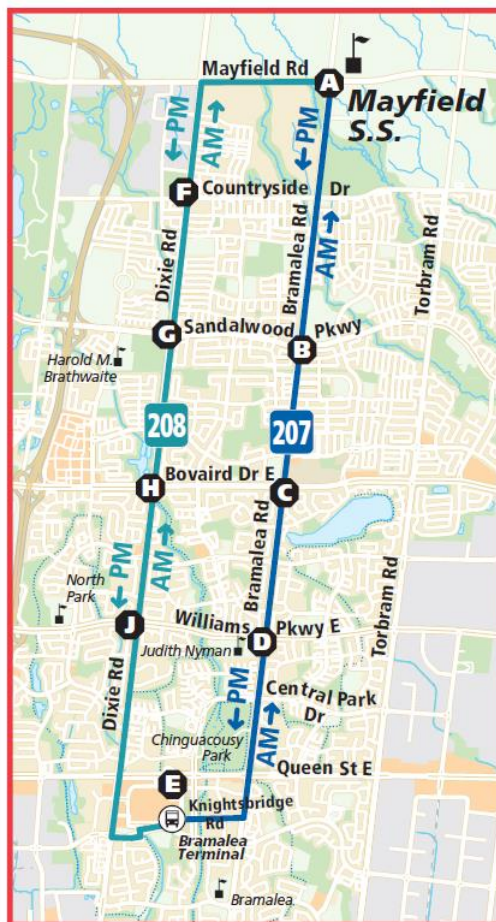 Mayfield Rd
A
Mayfield
S.S.
← PM
AM →
← PM
AM →
F
Countryside Dr
Dixie Rd
Bramalea Rd
Torbram Rd
G
Sandalwood Pkwy
B
Harold M.
Brathwaite
208
207
H
Bovaird Dr E
C
← PM
AM →
Bramalea Rd
North
Park
J
Williams Pkwy E
D
Judith Nyman
Torbram Rd
Dixie Rd
← PM
AM →
Central Park
Dr
Chinguacousy
Park
E
Queen St E
Knightsbridge
Rd
Bramalea
Terminal
Bramalea